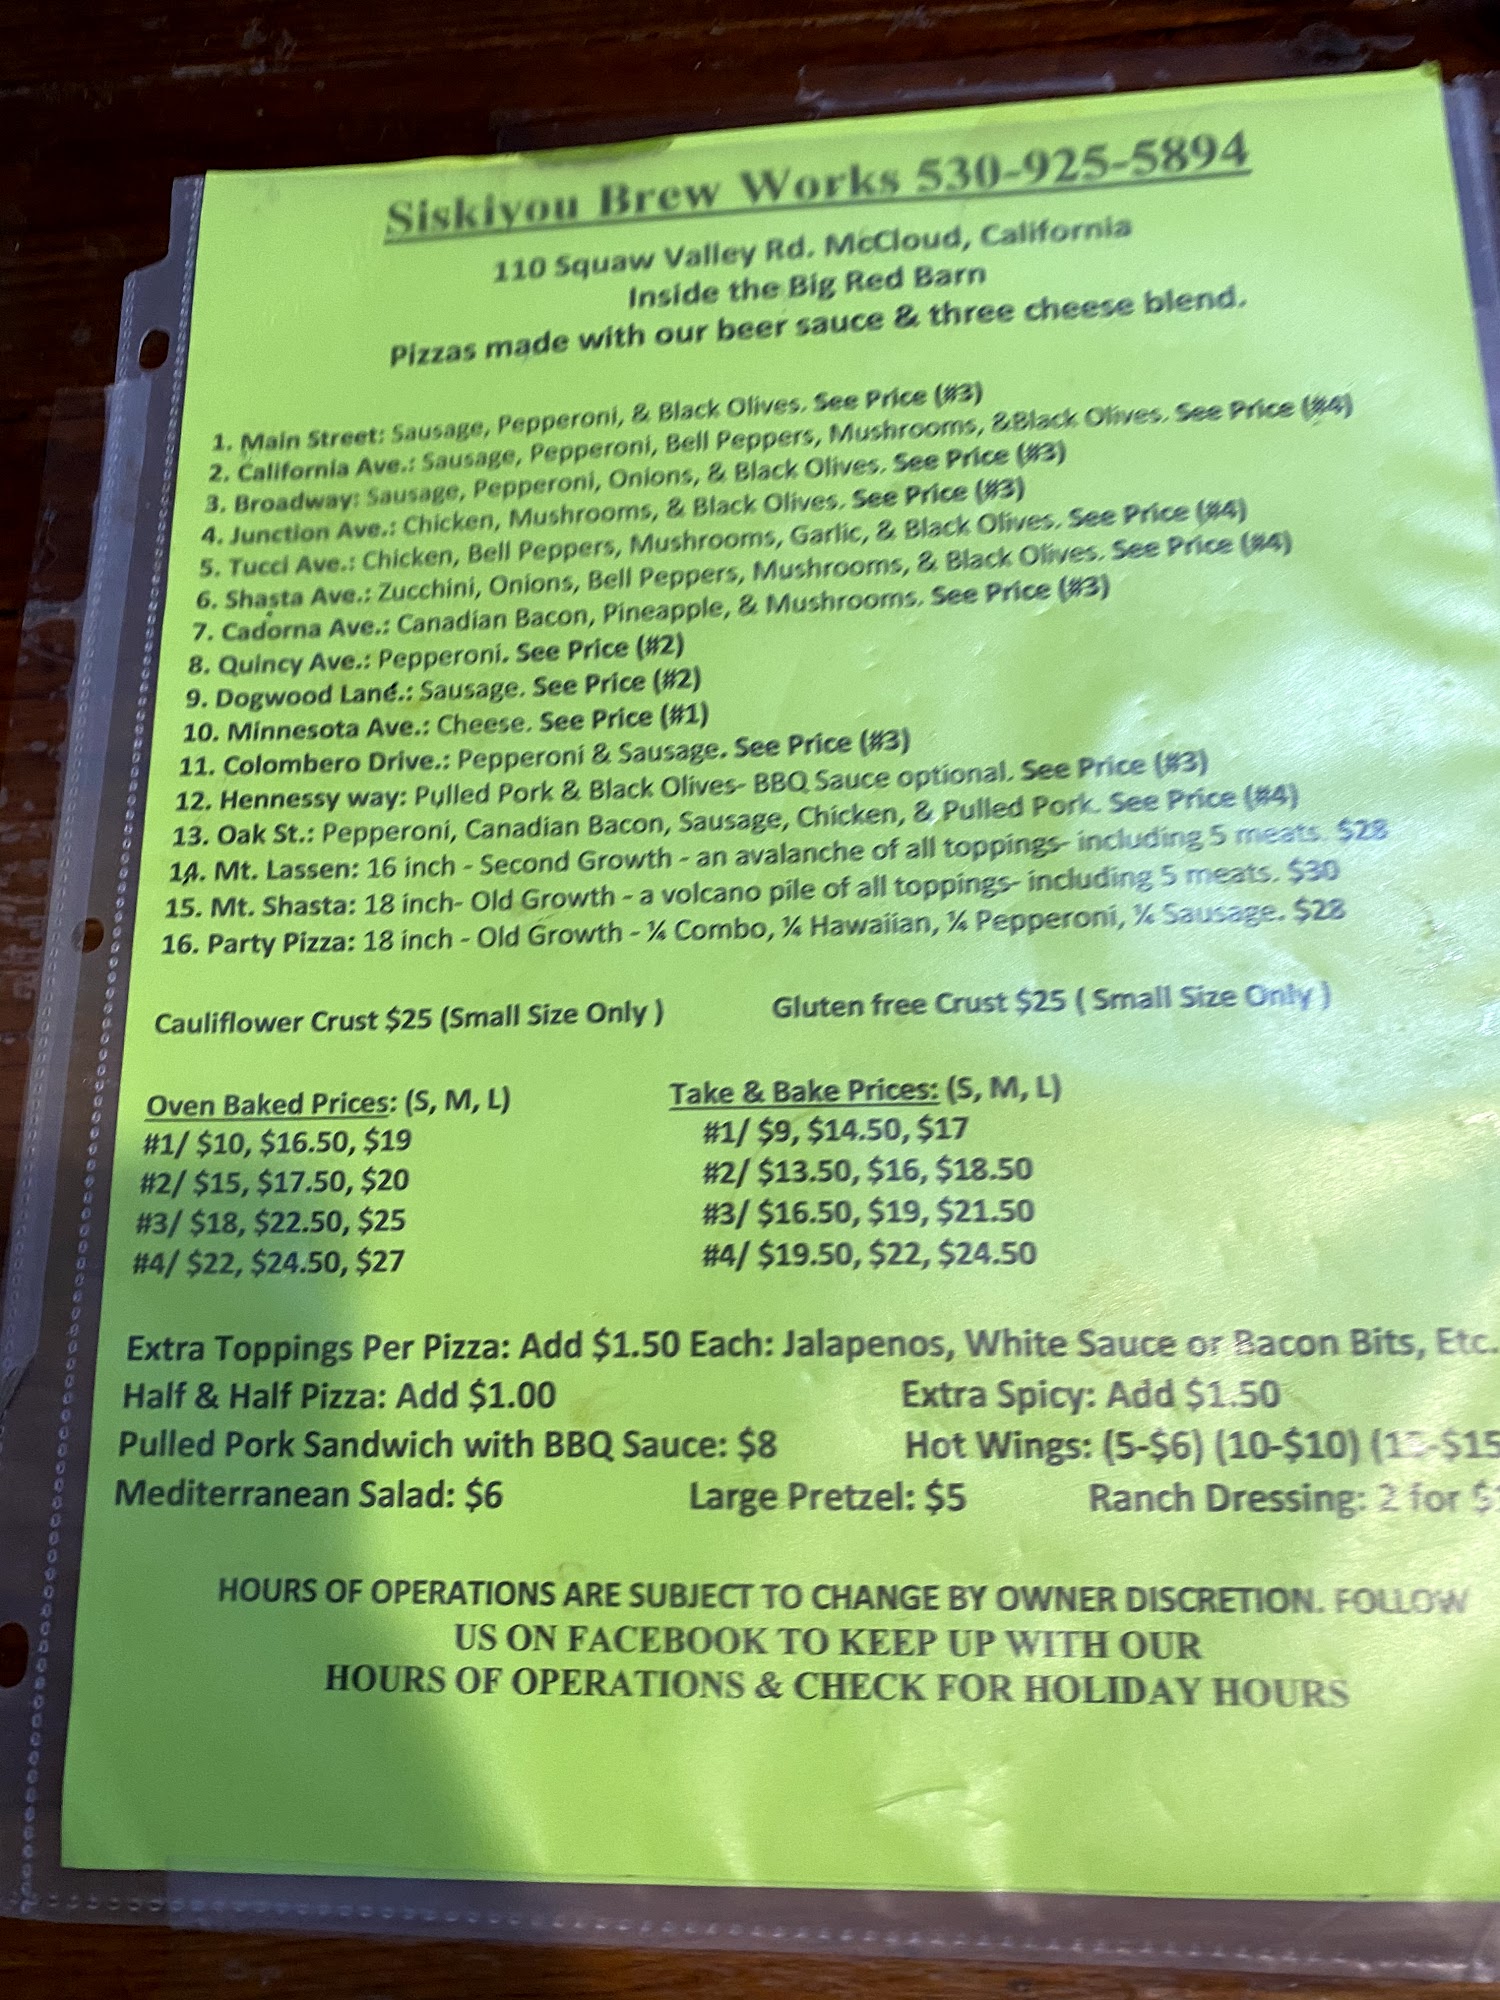 Siskiyou Brew Works 530-925-5894
110 Squaw Valley Rd. McCloud, California
Inside the Big Red Barn
Pizzas made with our beer sauce & three cheese blend.
1. Main Street: Sausage, Pepperoni, & Black Olives. See Price (#3)
2. California Ave.: Sausage, Pepperoni, Bell Peppers, Mushrooms, &Black Olives. See Price (#4)
3. Broadway: Sausage, Pepperoni, Onions, & Black Olives. See Price (#3)
4. Junction Ave.: Chicken, Mushrooms, & Black Olives. See Price (#3)
5. Tucci Ave.: Chicken, Bell Peppers, Mushrooms, Garlic, & Black Olives. See Price (#4)
6. Shasta Ave.: Zucchini, Onions, Bell Peppers, Mushrooms, & Black Olives. See Price (#4)
7. Cadorna Ave.: Canadian Bacon, Pineapple, & Mushrooms. See Price (#3)
8. Quincy Ave.: Pepperoni. See Price (#2)
9. Dogwood Lane.: Sausage. See Price (#2)
10. Minnesota Ave.: Cheese. See Price (#1)
11. Colombero Drive.: Pepperoni & Sausage. See Price (#3)
12. Hennessy way: Pulled Pork & Black Olives- BBQ Sauce optional. See Price (#3)
13. Oak St.: Pepperoni, Canadian Bacon, Sausage, Chicken, & Pulled Pork. See Price (#4)
14. Mt. Lassen: 16 inch - Second Growth - an avalanche of all toppings- including 5 meats. $28
15. Mt. Shasta: 18 inch- Old Growth - a volcano pile of all toppings- including 5 meats. $30
16. Party Pizza: 18 inch - Old Growth - ¼ Combo, ¼ Hawaiian, ¼ Pepperoni, ¼ Sausage. $28
Cauliflower Crust $25 (Small Size Only ) Gluten free Crust $25 ( Small Size Only )
Oven Baked Prices: (S, M, L) Take & Bake Prices: (S, M, L)
#1/ $10, $16.50, $19 #1/ $9, $14.50, $17
#2/ $15, $17.50, $20 #2/ $13.50, $16, $18.50
#3/ $18, $22.50, $25 #3/ $16.50, $19, $21.50
#4/ $22, $24.50, $27 #4/ $19.50, $22, $24.50
Extra Toppings Per Pizza: Add $1.50 Each: Jalapenos, White Sauce or Bacon Bits, Etc.
Half & Half Pizza: Add $1.00 Extra Spicy: Add $1.50
Pulled Pork Sandwich with BBQ Sauce: $8 Hot Wings: (5-$6) (10-$10)
Mediterranean Salad: $6 Large Pretzel: $5 Ranch Dressing: 2 for
HOURS OF OPERATIONS ARE SUBJECT TO CHANGE BY OWNER DISCRETION. FOLLOW
US ON FACEBOOK TO KEEP UP WITH OUR
HOURS OF OPERATIONS & CHECK FOR HOLIDAY HOURS